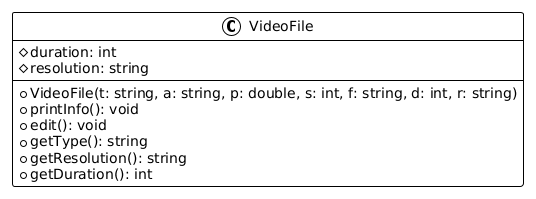 C VideoFile
duration: int
resolution: string
VideoFile(t: string, a: string, p: double, s: int, f: string, d: int, r: string)
printInfo(): void
edit(): void
getType(): string
getResolution(): string
getDuration(): int